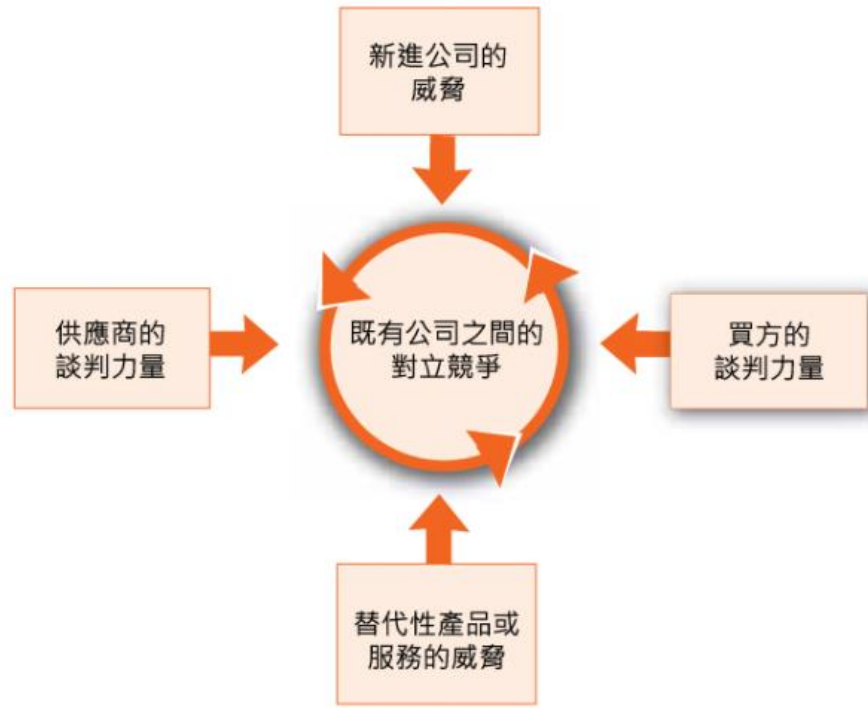 新進公司的
威脅
供應商的
談判力量
既有公司之間的
對立競爭
買方的
談判力量
替代性產品或
服務的威脅